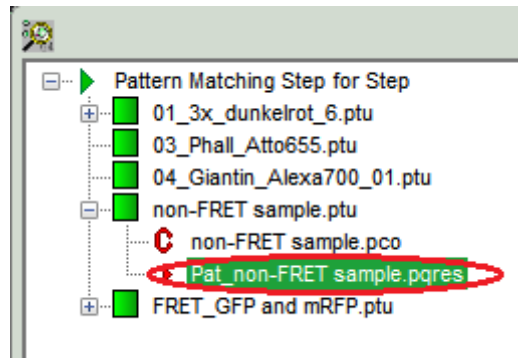 Pattern Matching Step for Step
01_3x_dunkelrot_6.ptu
03_Phall_Atto655.ptu
04_Giantin_Alexa700_01.ptu
non-FRET sample.ptu
C non-FRET sample.pco
Pat_non-FRET sample.pqres
FRET_GFP and mRFP.ptu